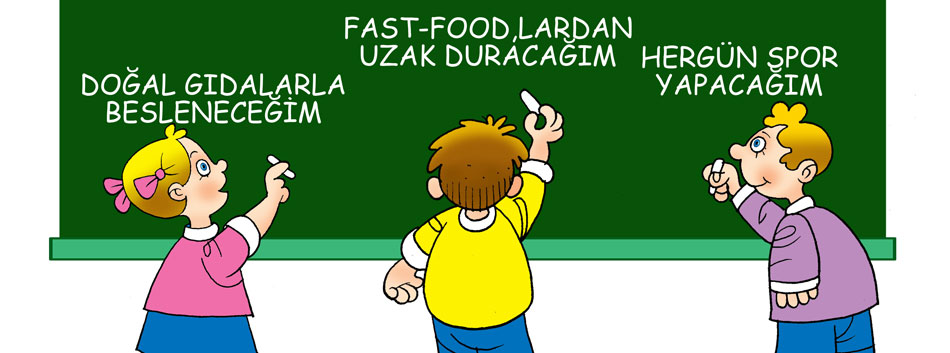 DOĞAL GIDALARLA
BESLENECEĞİM
FAST-FOOD,LARDAN
UZAK DURACAĞIM
HERGÜN SPOR
YAPACAĞIM